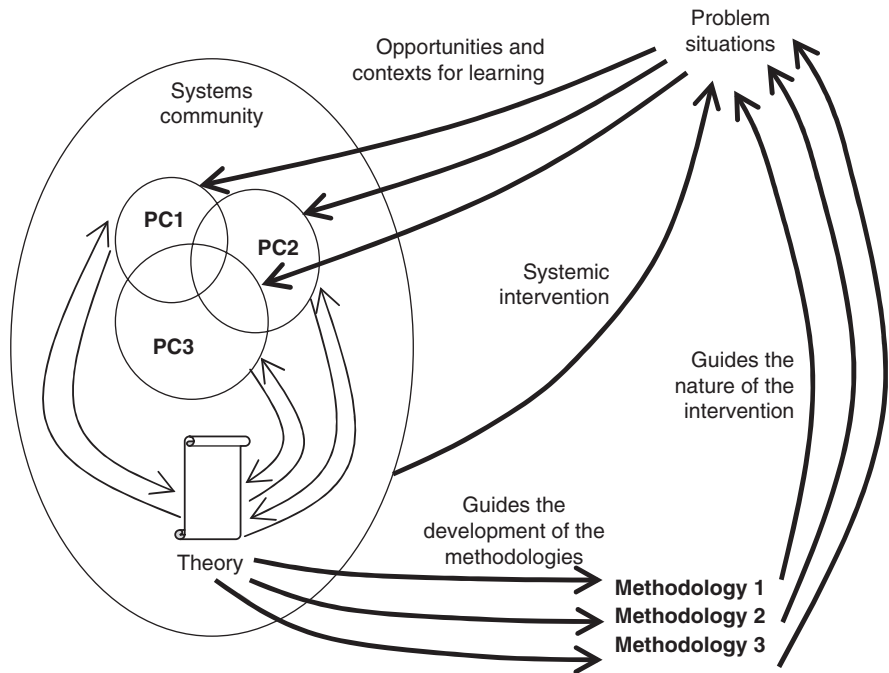 Problem
situations
Opportunities and
contexts for learning
Systems
community
PC1
PC2
PC3
Systemic
intervention
Guides the
nature of the
intervention
Guides the
development of the
methodologies
Theory
Methodology 1
Methodology 2
Methodology 3